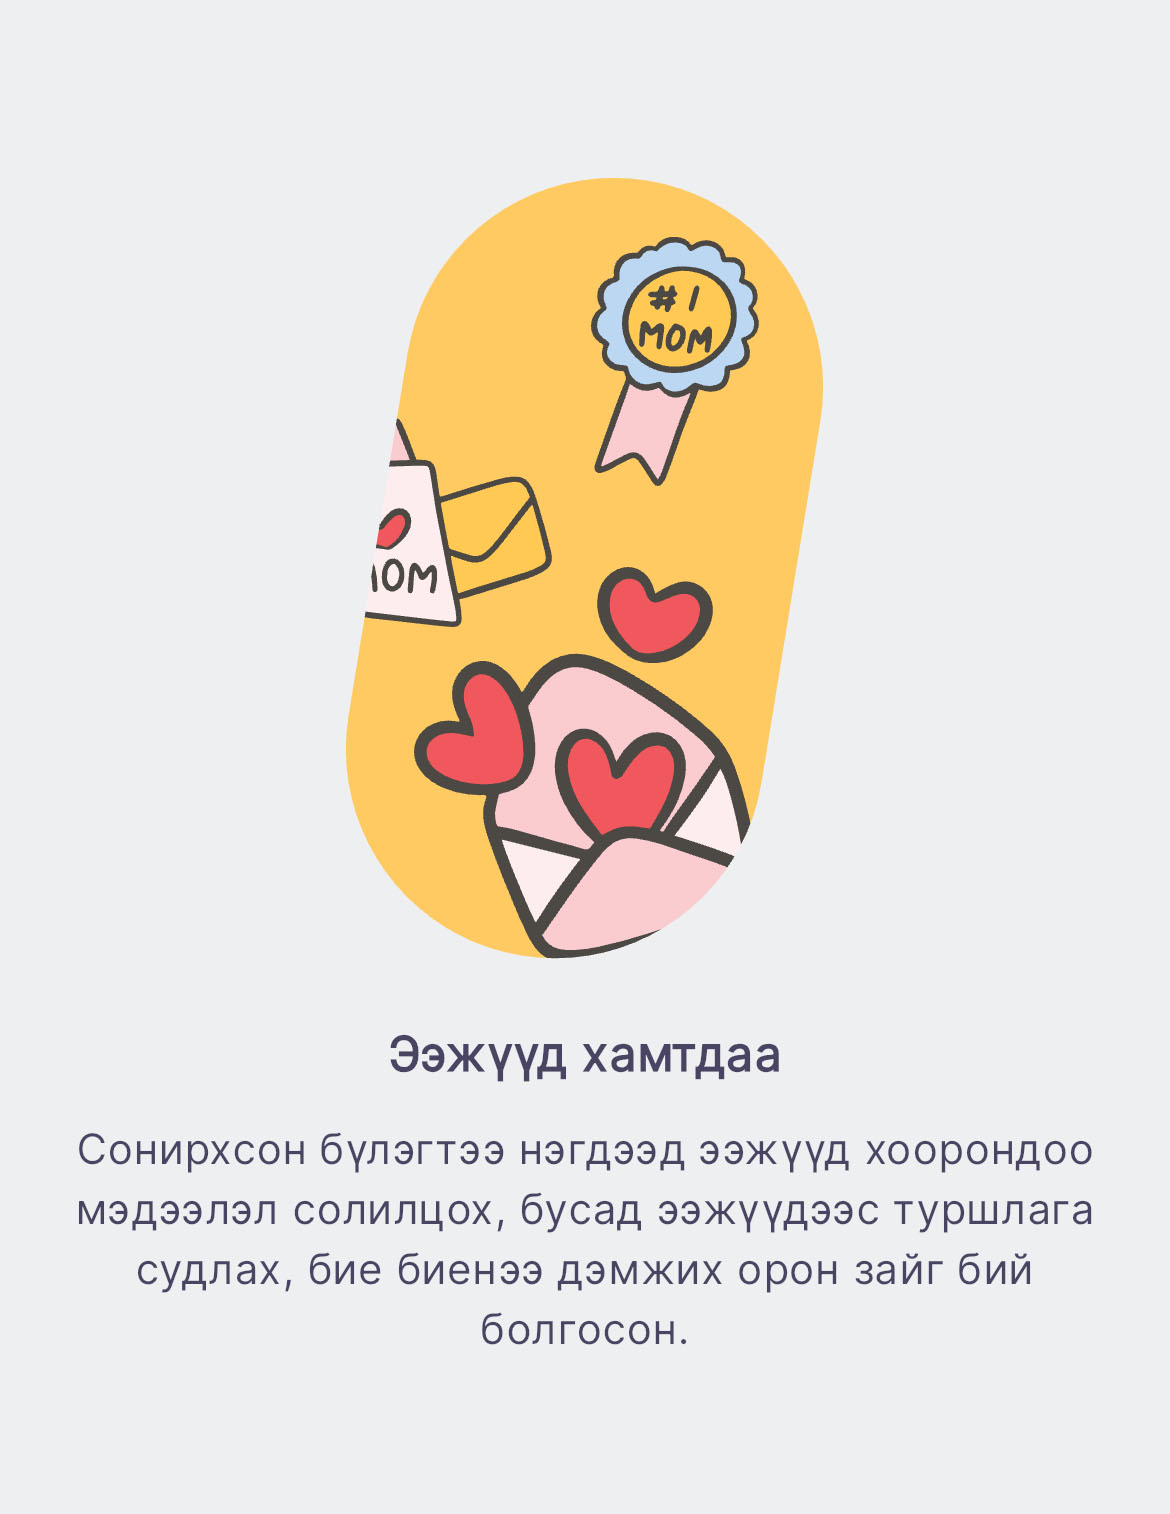 #1
MOM
MOM
Ээжүүд хамтдаа
Сонирхсон бүлэгтээ нэгдээд ээжүүд хоорондоо
мэдээлэл солилцох, бусад ээжүүдээс туршлага
судлах, бие биенээ дэмжих орон зайг бий
болгосон.